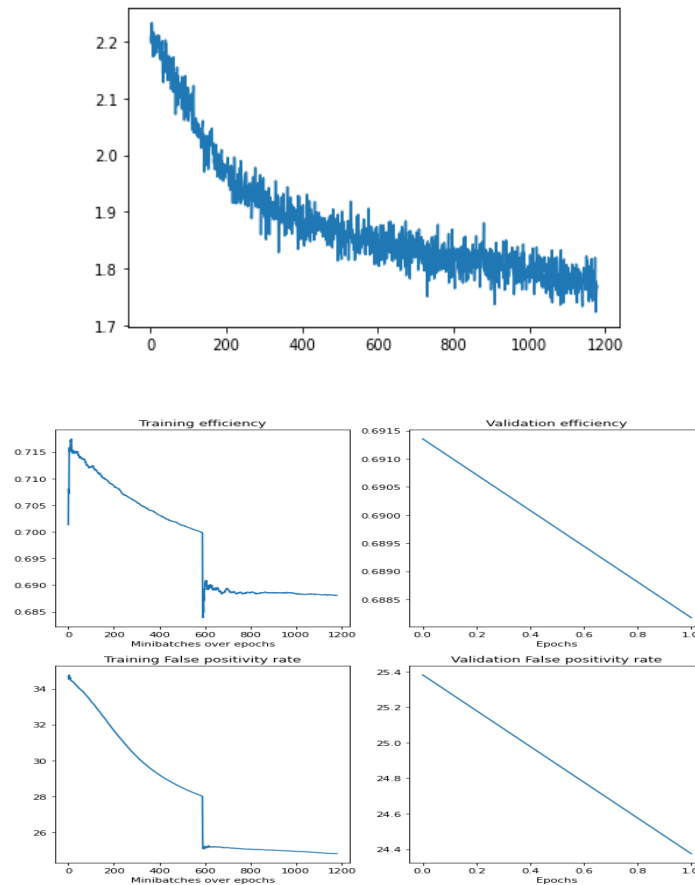 2.2
2.1
2.0
1.9
1.8
1.7
0 200 400 600 800 1000 1200
Training efficiency
0.715
0.710
0.705
0.700
0.695
0.690
0.685
0 200 400 600 800 1000 1200
Minibatches over epochs
Validation efficiency
0.6915
0.6910
0.6905
0.6900
0.6895
0.6890
0.6885
0.0 0.2 0.4 0.6 0.8 1.0
Epochs
Training False positivity rate
34
32
30
28
26
0 200 400 600 800 1000 1200
Minibatches over epochs
Validation False positivity rate
25.4
25.2
25.0
24.8
24.6
24.4
0.0 0.2 0.4 0.6 0.8 1.0
Epochs